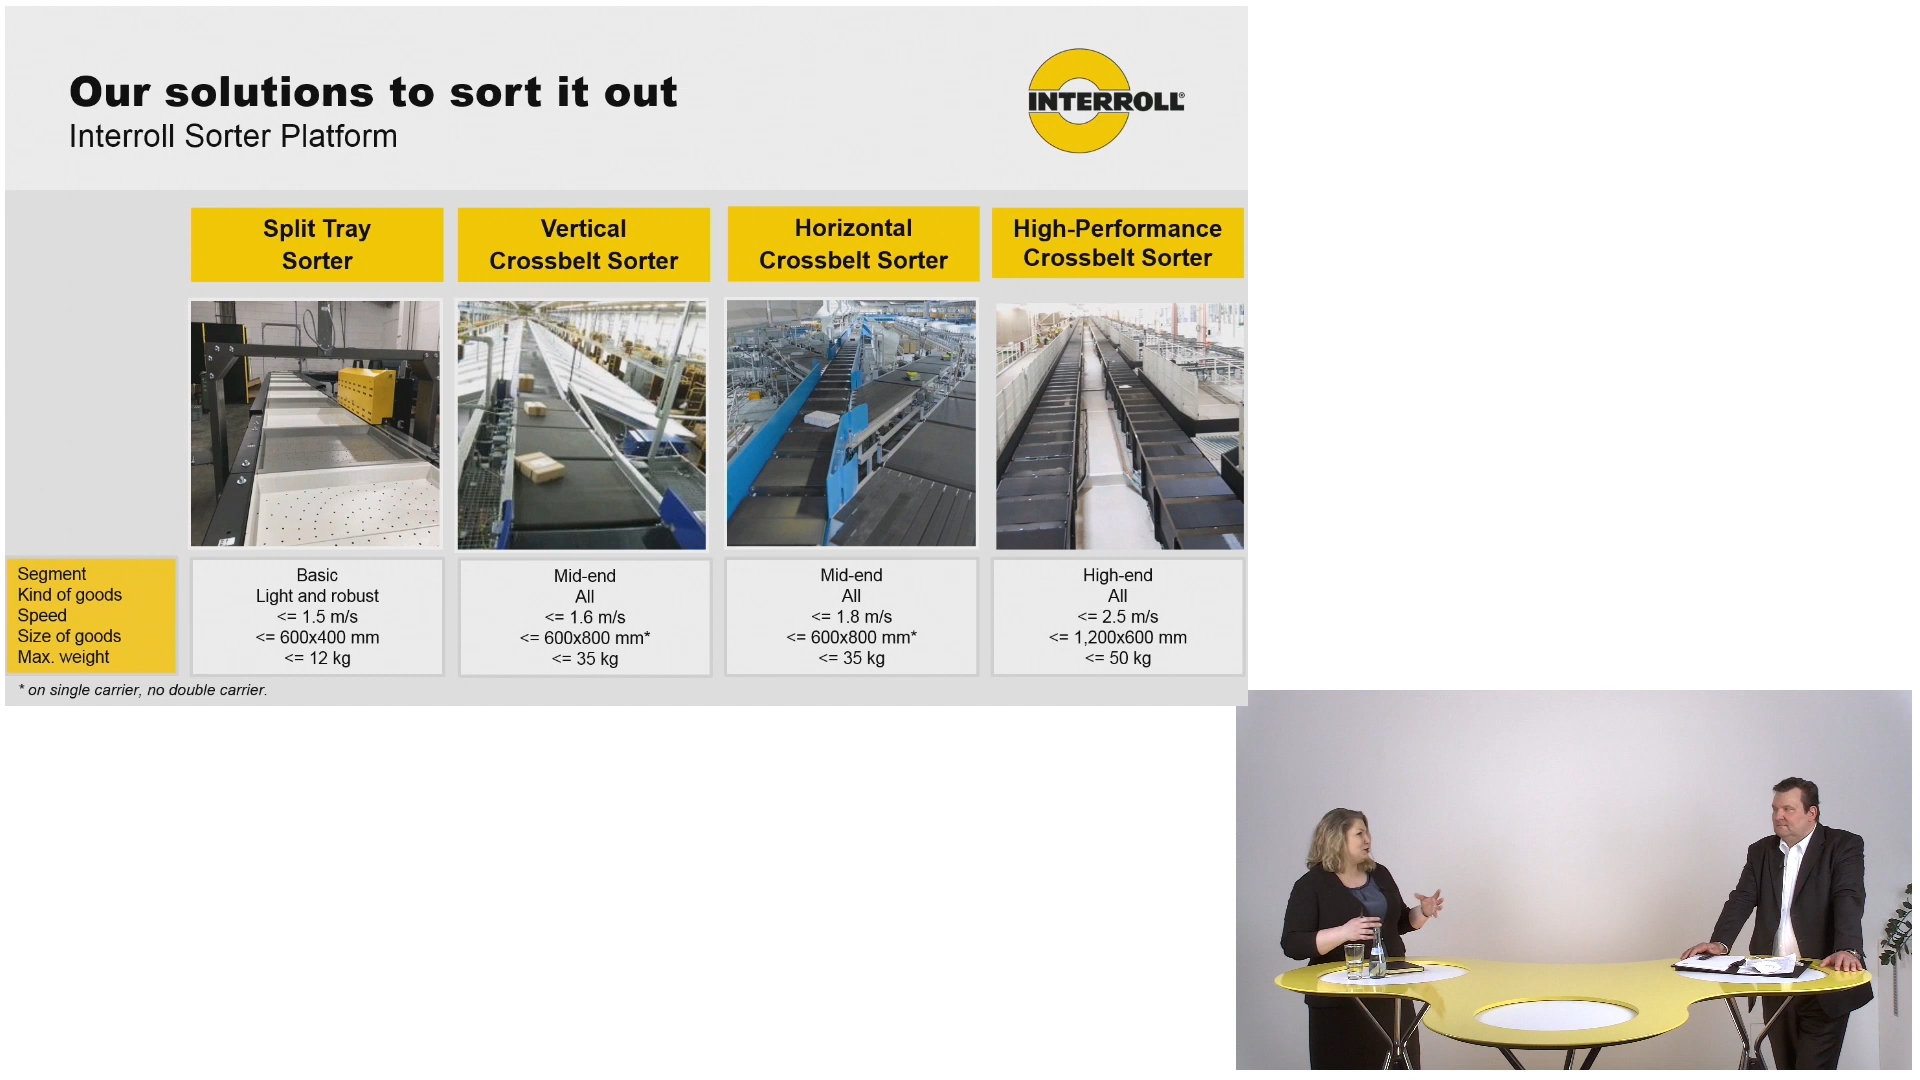 Our solutions to sort it out
Interroll Sorter Platform
INTERROLL®
Split Tray
Sorter
Vertical
Crossbelt Sorter
Horizontal
Crossbelt Sorter
High-Performance
Crossbelt Sorter
Segment
Kind of goods
Speed
Size of goods
Max. weight
Basic
Light and robust
<= 1.5 m/s
<= 600x400 mm
<= 12 kg
Mid-end
All
<= 1.6 m/s
<= 600x800 mm*
<= 35 kg
Mid-end
All
<= 1.8 m/s
<= 600x800 mm*
<= 35 kg
High-end
All
<= 2.5 m/s
<= 1,200x600 mm
<= 50 kg
* on single carrier, no double carrier.